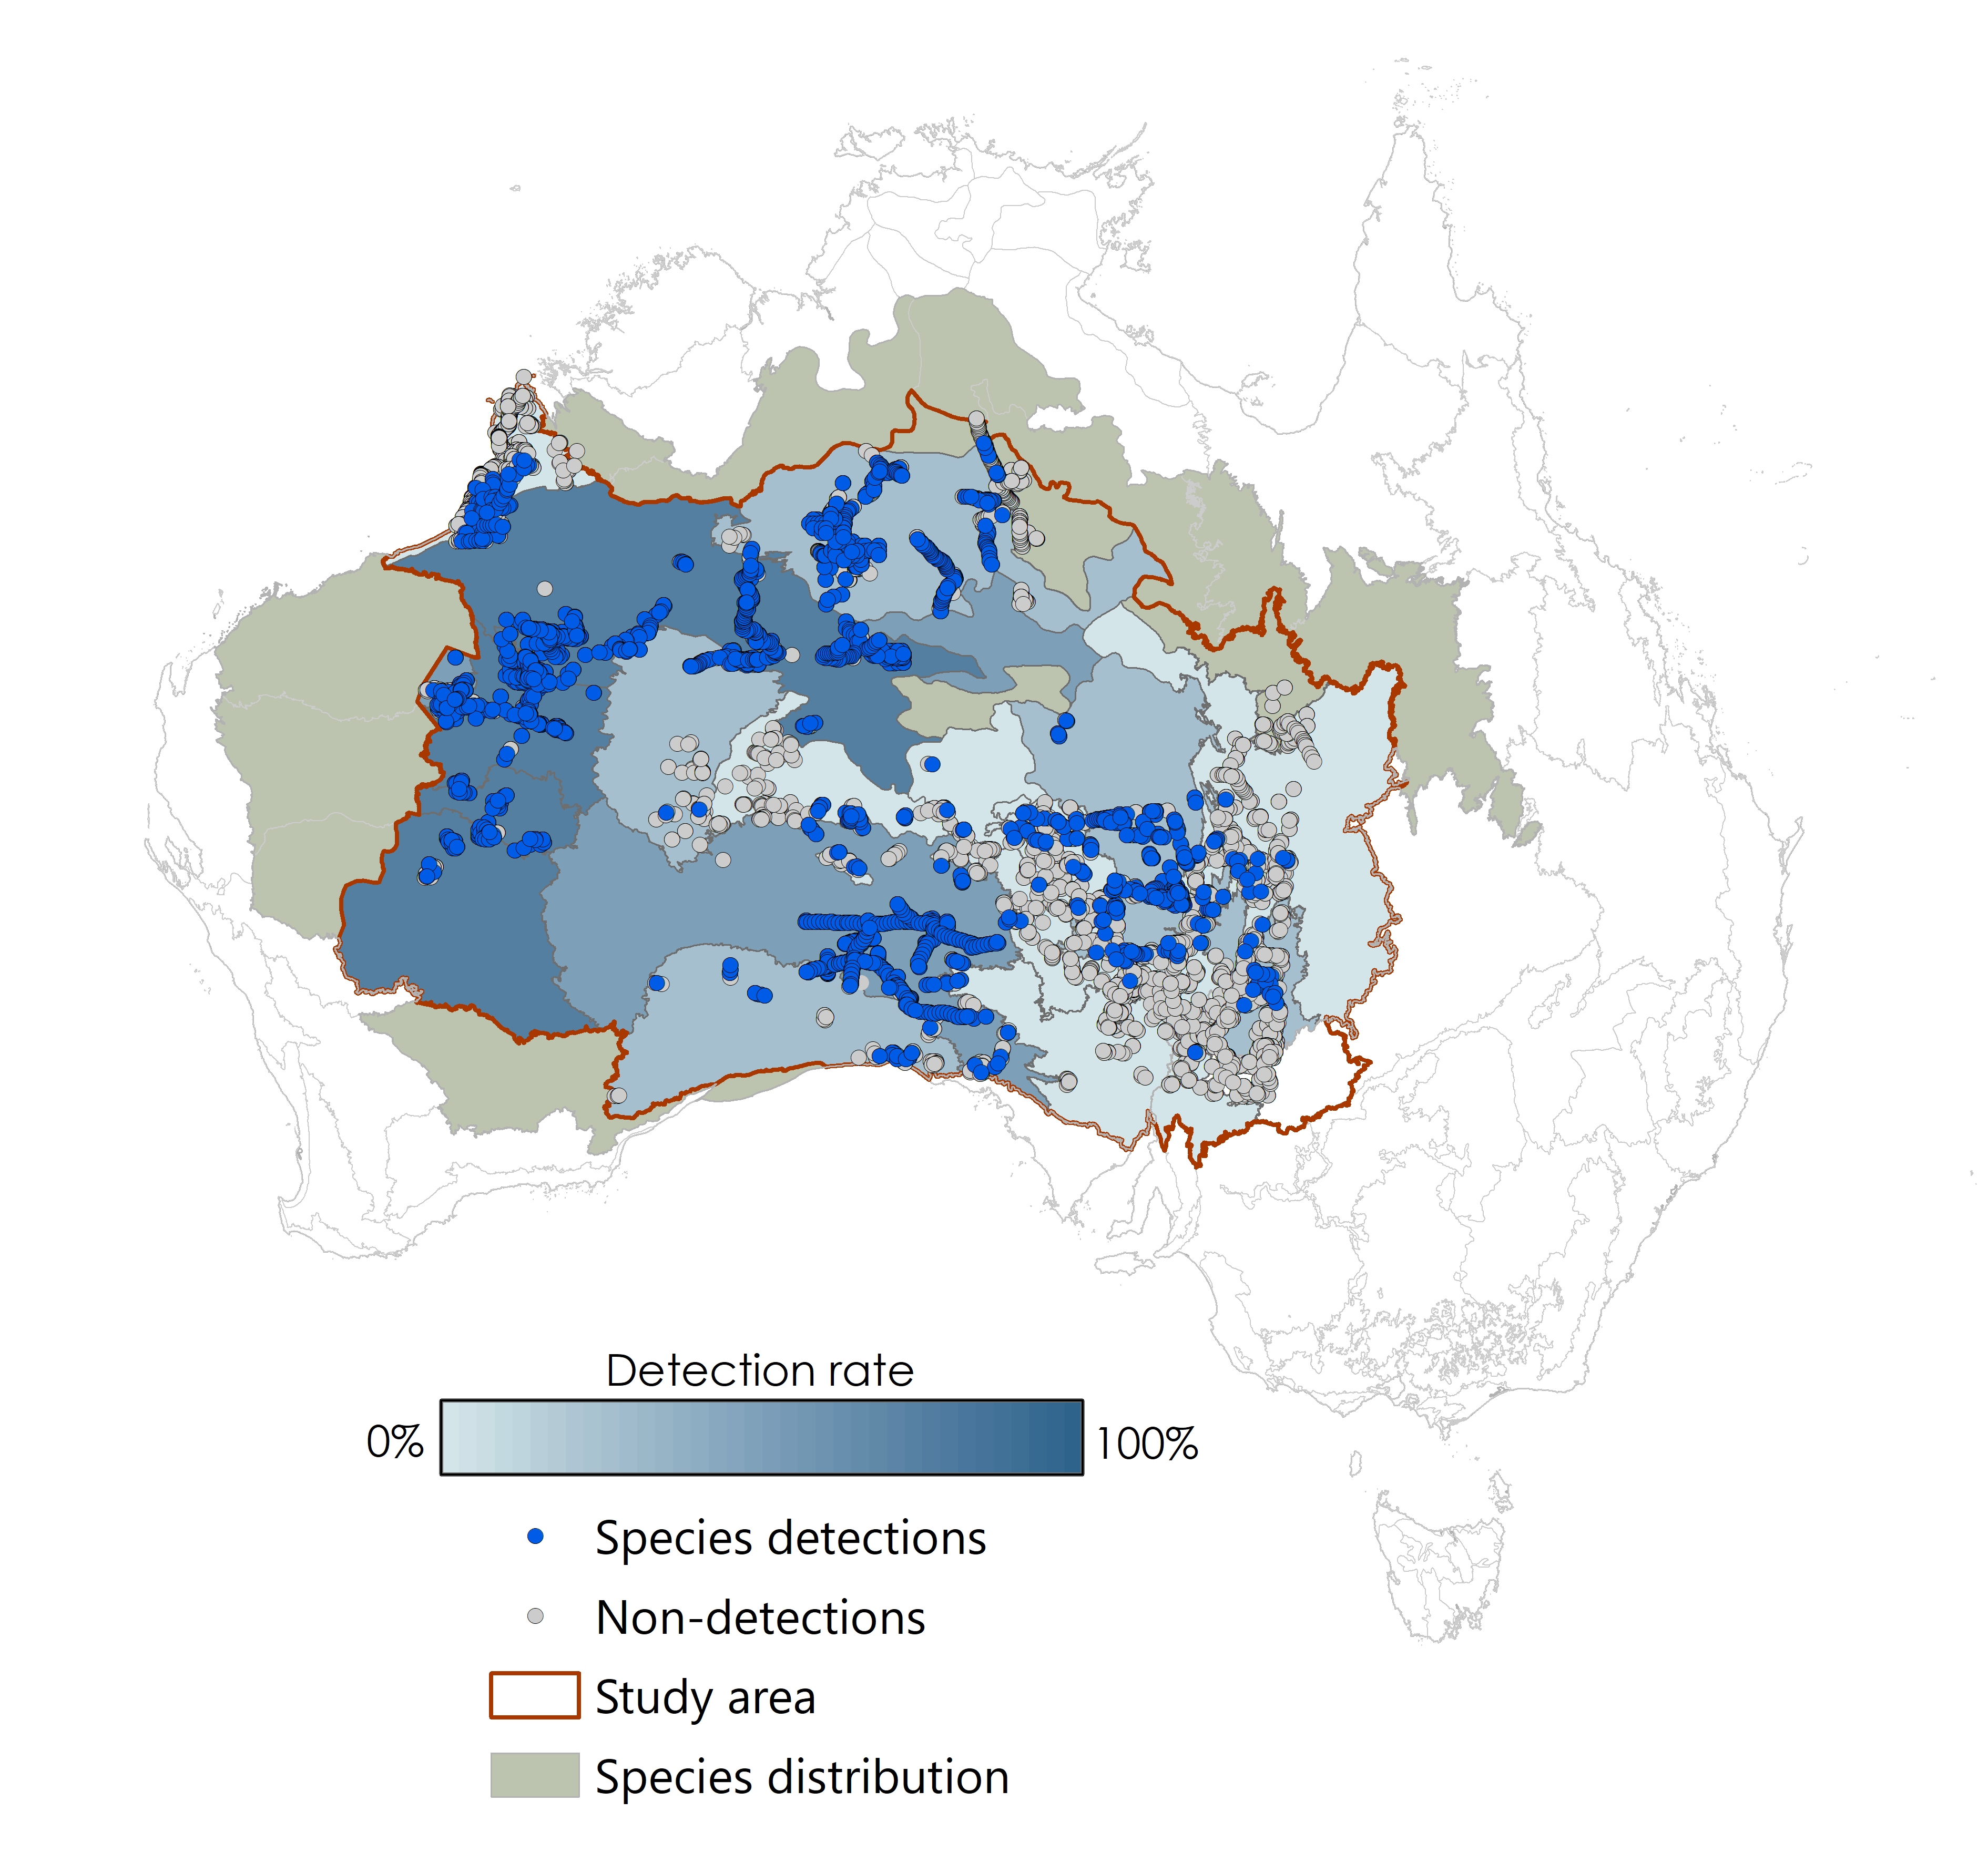 Detection rate
0%
100%
Species detections
Non-detections
Study area
Species distribution